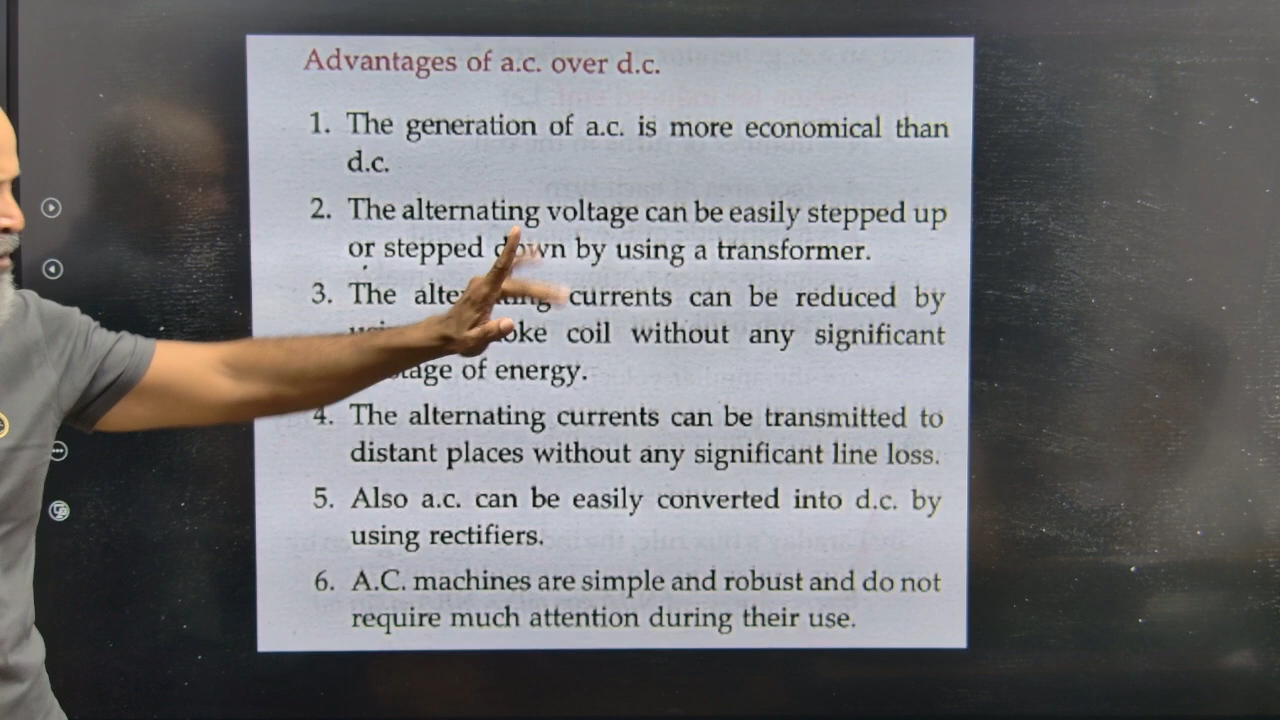 Advantages of a.c. over d.c.
1. The generation of a.c. is more economical than
d.c.
2. The alternating voltage can be easily stepped up
or stepped down by using a transformer.
3. The alternating currents can be reduced by
coil without any significant
of energy.
4. The alternating currents can be transmitted to
distant places without any significant line loss.
5. Also a.c. can be easily converted into d.c. by
using rectifiers.
6. A.C. machines are simple and robust and do not
require much attention during their use.